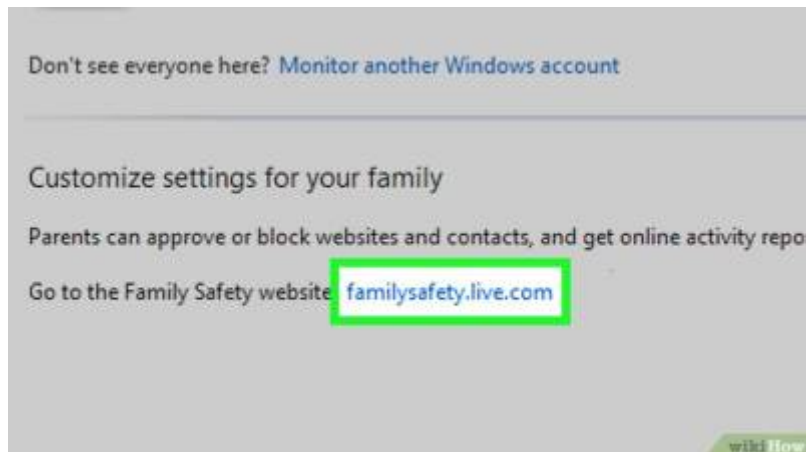 Don't see everyone here? Monitor another Windows account
Customize settings for your family
Parents can approve or block websites and contacts, and get online activity repo
Go to the Family Safety website familysafety.live.com
wikiHow